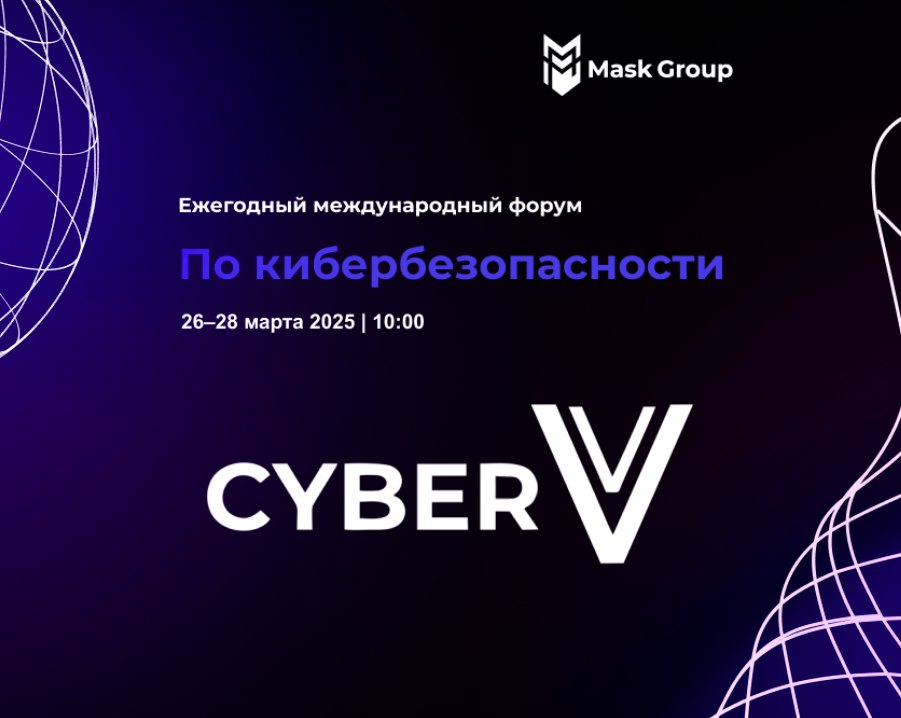 Mask Group
Ежегодный международный форум
По кибербезопасности
26–28 марта 2025 | 10:00
CYBER V